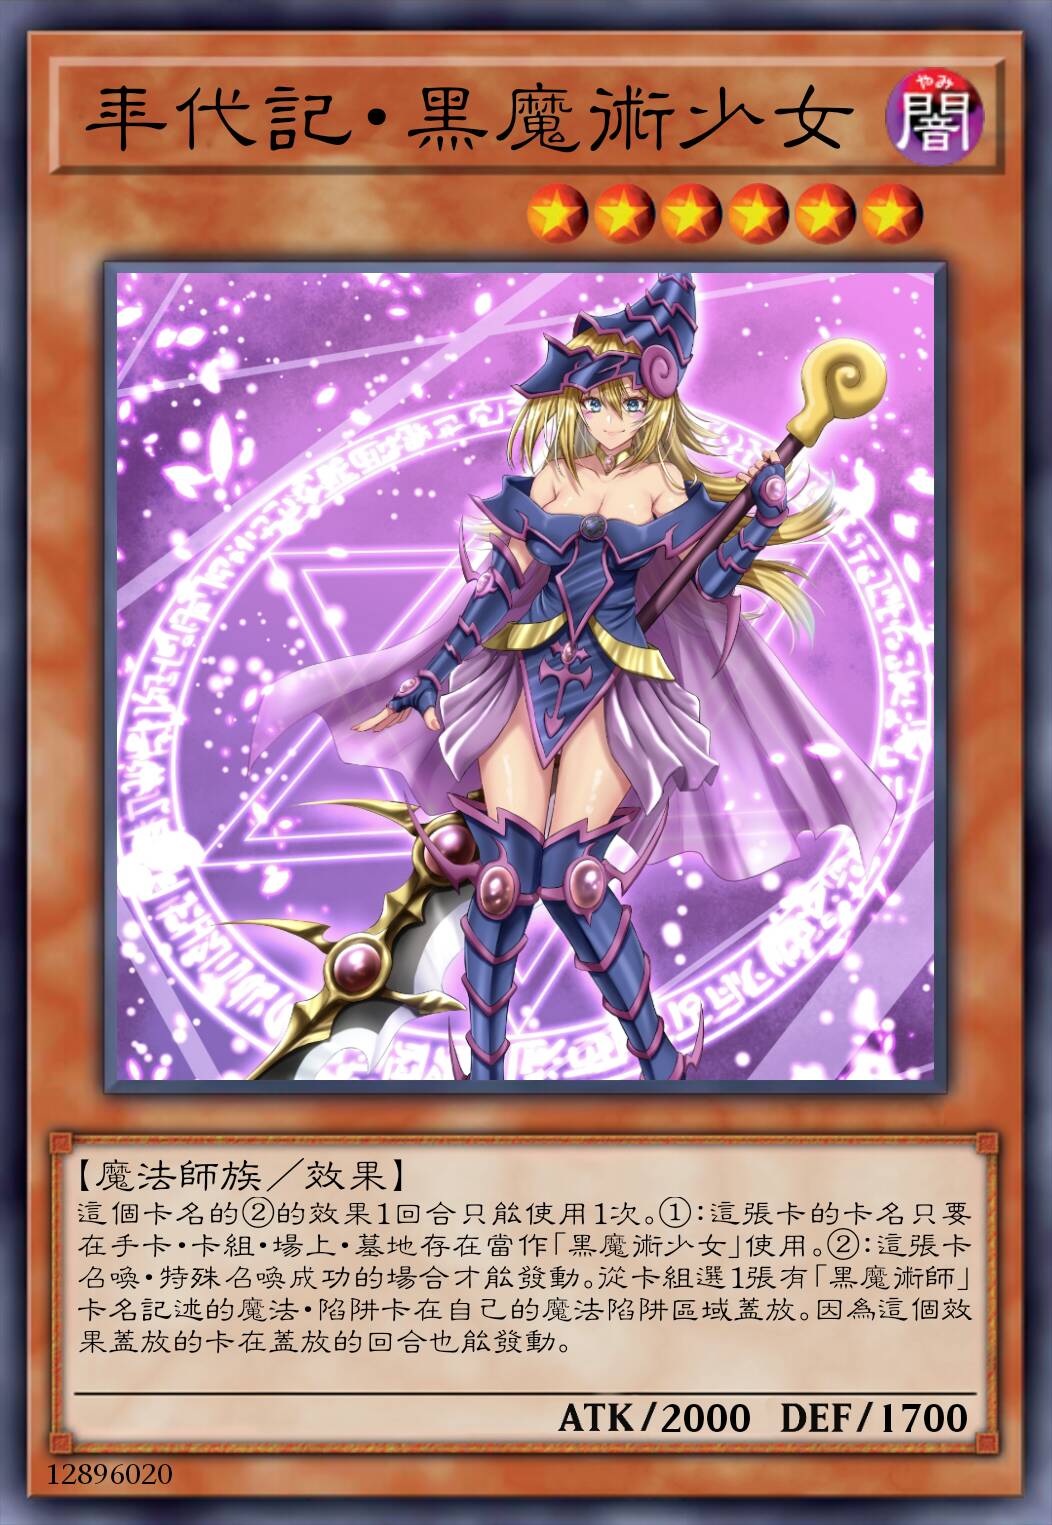 年代記・黒魔術少女
やみ
闇
【魔法師族／效果】
這個卡名的②的效果1回合只能使用1次。①：這張卡的卡名只要
在手卡・卡組・場上・墓地存在當作「黒魔術少女」使用。②：這張卡
召喚・特殊召喚成功的場合才能發動。從卡組選1張有「黒魔術師」
卡名記述的魔法・陷阱卡在自己的魔法陷阱區域蓋放。因為這個效
果蓋放的卡在蓋放的回合也能發動。
ATK/2000 DEF/1700
12896020